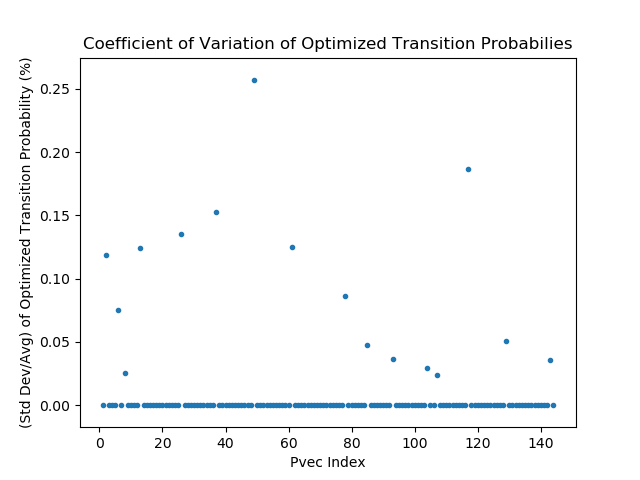 Coefficient of Variation of Optimized Transition Probabilies
(Std Dev/Avg) of Optimized Transition Probability (%)
0.25
0.20
0.15
0.10
0.05
0.00
0 20 40 60 80 100 120 140
Pvec Index